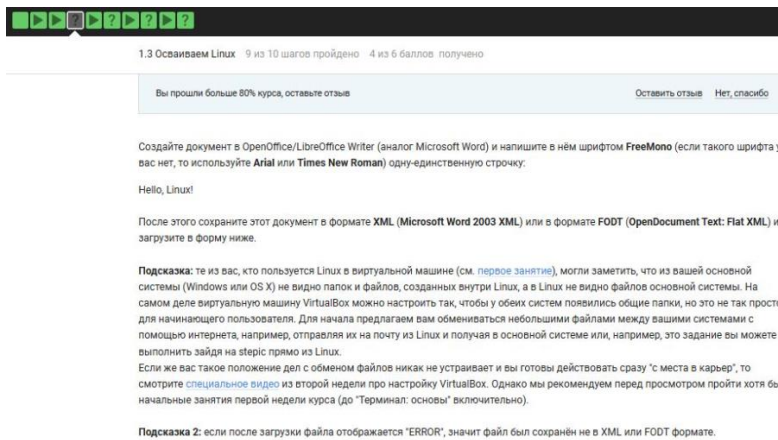 ?
?
?
?
1.3 Осваиваем Linux 9 из 10 шагов пройдено 4 из 6 баллов получено
Вы прошли больше 80% курса, оставьте отзыв Оставить отзыв Нет, спасибо
Создайте документ в OpenOffice/LibreOffice Writer (аналог Microsoft Word) и напишите в нём шрифтом FreeMono (если такого шрифта у
вас нет, то используйте Arial или Times New Roman) одну-единственную строчку:
Hello, Linux!
После этого сохраните этот документ в формате XML (Microsoft Word 2003 XML) или в формате FODT (OpenDocument Text: Flat XML) и
загрузите в форму ниже.
Подсказка: те из вас, кто пользуется Linux в виртуальной машине (см. первое занятие), могли заметить, что из вашей основной
системы (Windows или OS X) не видно папок и файлов, созданных внутри Linux, а в Linux не видно файлов основной системы. На
самом деле виртуальную машину VirtualBox можно настроить так, чтобы у обеих систем появились общие папки, но это не так просто
для начинающего пользователя. Для начала предлагаем вам обмениваться небольшими файлами между вашими системами с
помощью интернета, например, отправляя их на почту из Linux и получая в основной системе или, например, это задание вы можете
выполнить зайдя на stepic прямо из Linux.
Если же вас такое положение дел с обменом файлов никак не устраивает и вы готовы действовать сразу "с места в карьер", то
смотрите специальное видео из второй недели про настройку VirtualBox. Однако мы рекомендуем перед просмотром пройти хотя бы
начальные занятия первой недели курса (до "Терминал: основы" включительно).
Подсказка 2: если после загрузки файла отображается "ERROR", значит файл был сохранён не в XML или FODT формате.